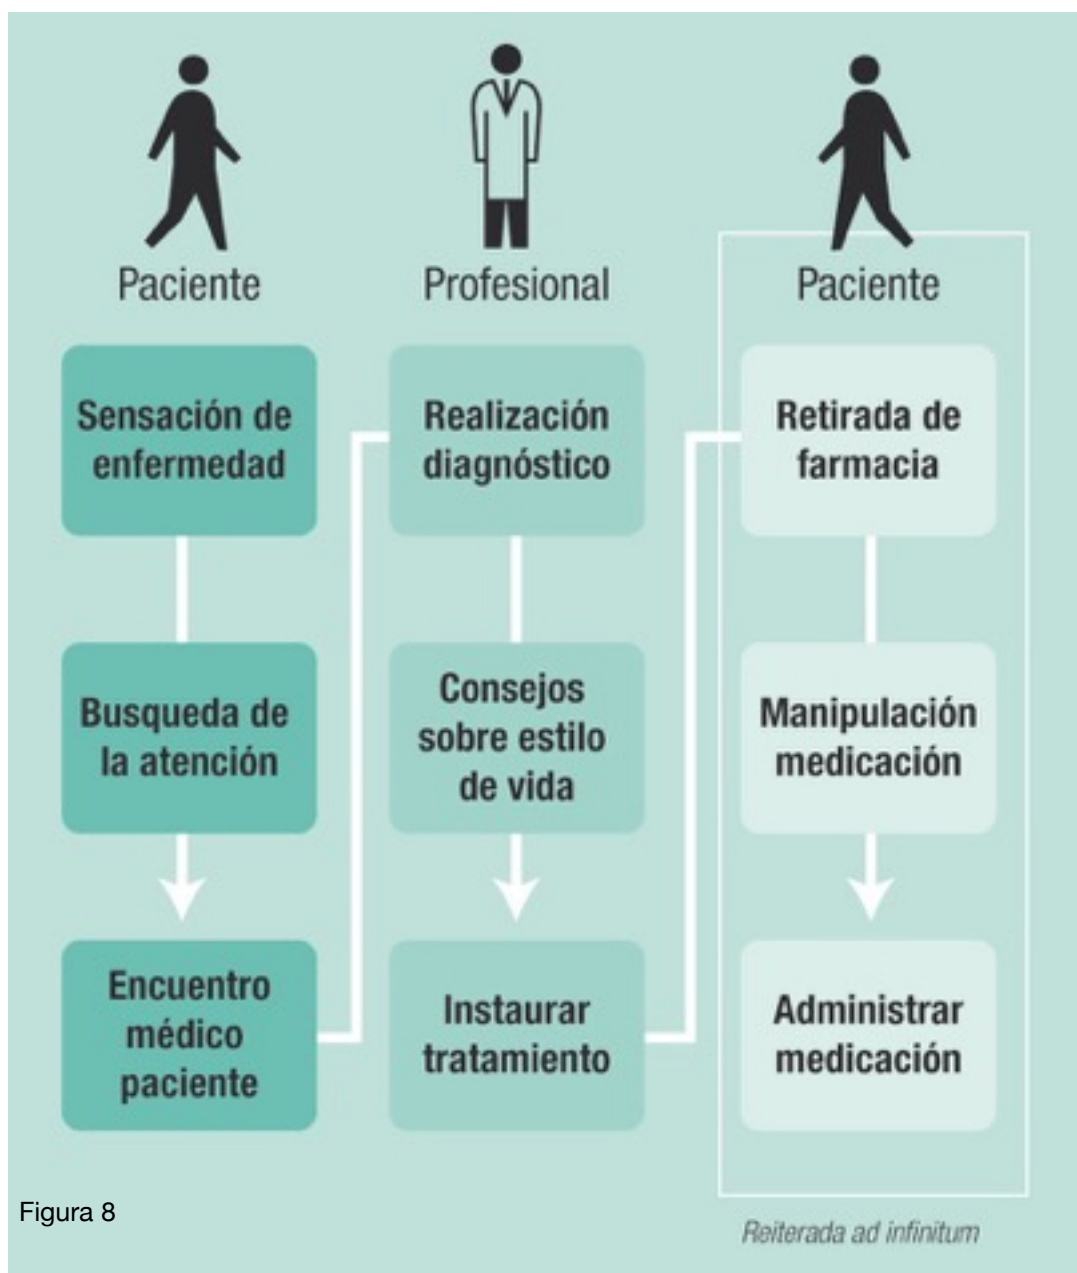 Paciente
Sensación de
enfermedad
Busqueda de
la atención
Encuentro
médico
paciente
Profesional
Realización
diagnóstico
Consejos
sobre estilo
de vida
Instaurar
tratamiento
Paciente
Retirada de
farmacia
Manipulación
medicación
Administrar
medicación
Reiterada ad infinitum
Figura 8